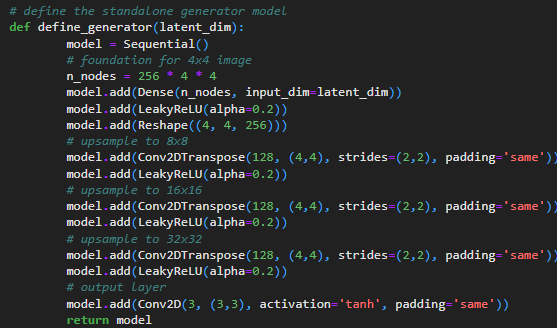 # define the standalone generator model
def define_generator(latent_dim):
        model = Sequential()
        # foundation for 4x4 image
        n_nodes = 256 * 4 * 4
        model.add(Dense(n_nodes, input_dim=latent_dim))
        model.add(LeakyReLU(alpha=0.2))
        model.add(Reshape((4, 4, 256)))
        # upsample to 8x8
        model.add(Conv2DTranspose(128, (4,4), strides=(2,2), padding='same'))
        model.add(LeakyReLU(alpha=0.2))
        # upsample to 16x16
        model.add(Conv2DTranspose(128, (4,4), strides=(2,2), padding='same'))
        model.add(LeakyReLU(alpha=0.2))
        # upsample to 32x32
        model.add(Conv2DTranspose(128, (4,4), strides=(2,2), padding='same'))
        model.add(LeakyReLU(alpha=0.2))
        # output layer
        model.add(Conv2D(3, (3,3), activation='tanh', padding='same'))
        return model